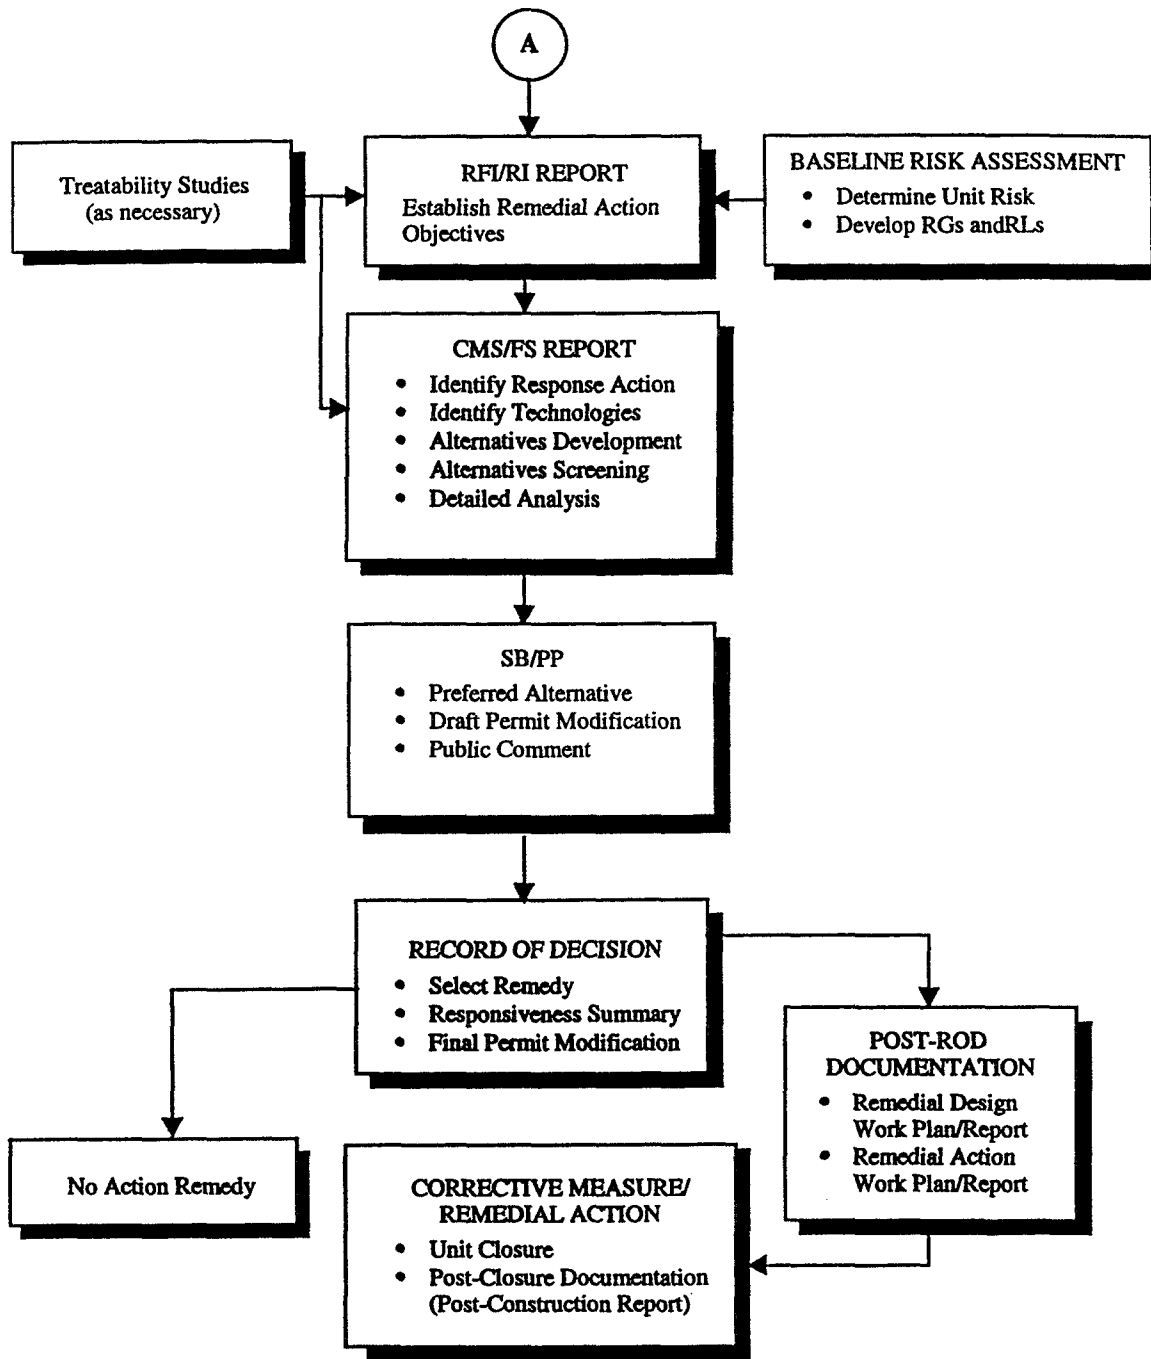 A
Treatability Studies
(as necessary)
RFI/RI REPORT
Establish Remedial Action
Objectives
BASELINE RISK ASSESSMENT
• Determine Unit Risk
• Develop RGs andRLs
CMS/FS REPORT
• Identify Response Action
• Identify Technologies
• Alternatives Development
• Alternatives Screening
• Detailed Analysis
SB/PP
• Preferred Alternative
• Draft Permit Modification
• Public Comment
RECORD OF DECISION
• Select Remedy
• Responsiveness Summary
• Final Permit Modification
POST-ROD
DOCUMENTATION
• Remedial Design
Work Plan/Report
• Remedial Action
Work Plan/Report
No Action Remedy
CORRECTIVE MEASURE/
REMEDIAL ACTION
• Unit Closure
• Post-Closure Documentation
(Post-Construction Report)